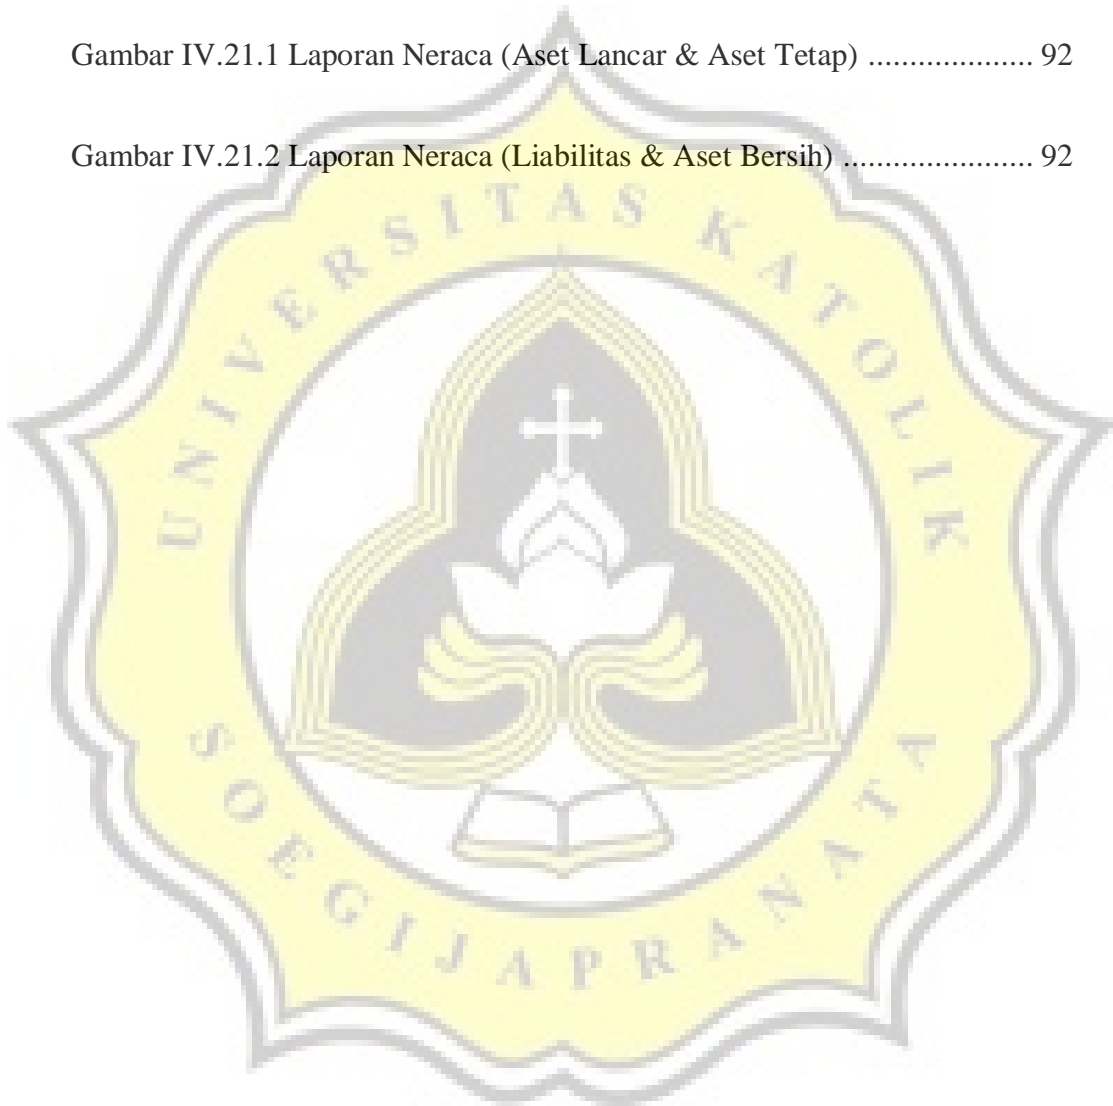 Gambar IV.21.1 Laporan Neraca (Aset Lancar & Aset Tetap) .................... 92
Gambar IV.21.2 Laporan Neraca (Liabilitas & Aset Bersih) ....................... 92
UNIVERSITAS KATOLIK
SOEGIJAPRANATA